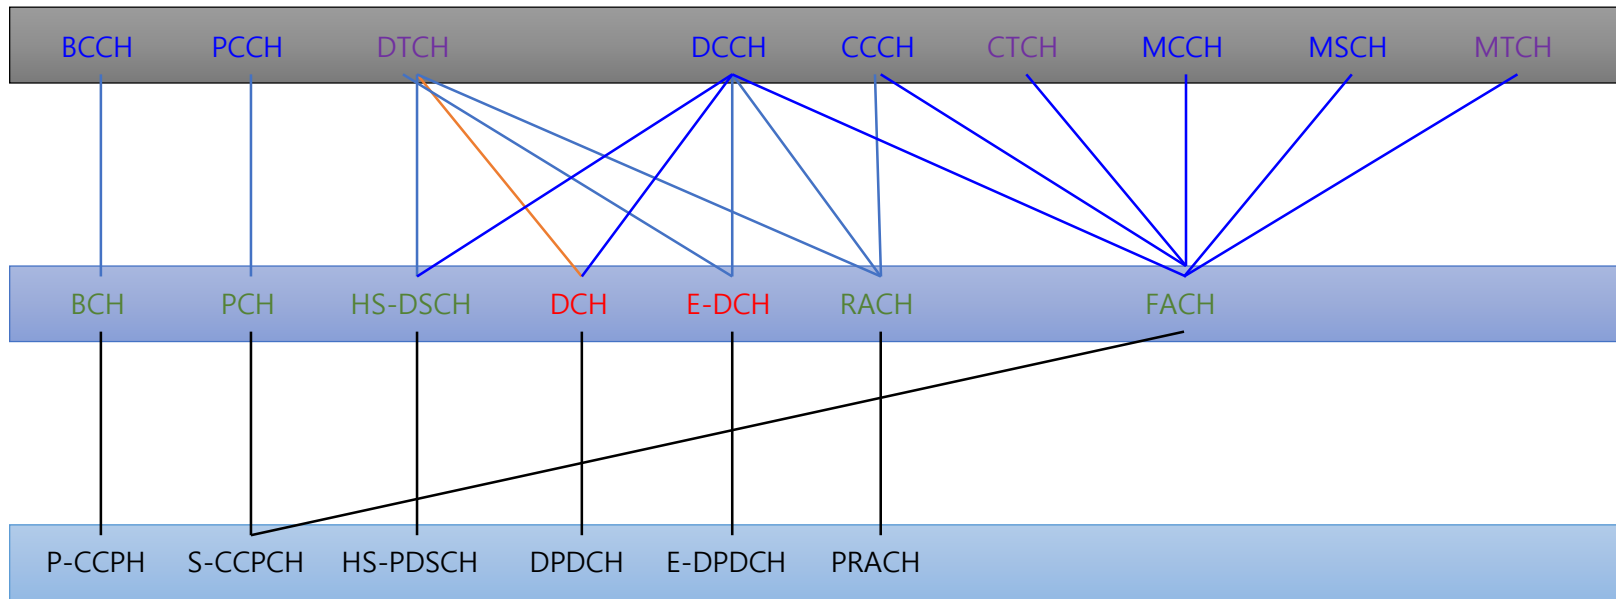 BCCH PCCH DTCH DCCH CCCH CTCH MCCH MSCH MTCH
BCH PCH HS-DSCH DCH E-DCH RACH FACH
P-CCPH S-CCPCH HS-PDSCH DPDCH E-DPDCH PRACH